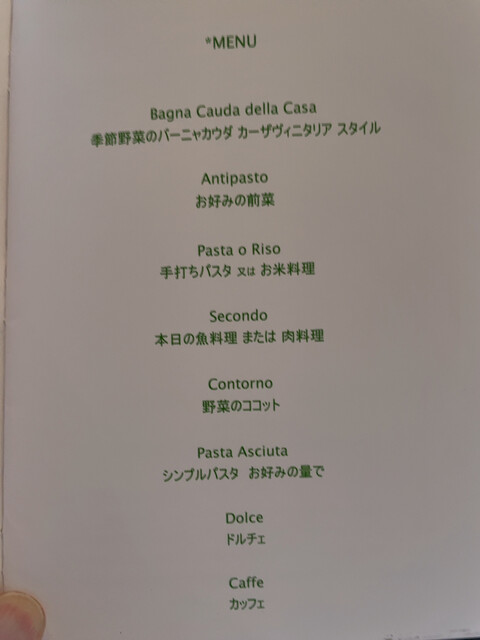 *MENU
Bagna Cauda della Casa
季節野菜のバーニャカウダ カーザヴィニタリア スタイル
Antipasto
お好みの前菜
Pasta o Riso
手打ちパスタ 又は お米料理
Secondo
本日の魚料理 または 肉料理
Contorno
野菜のココット
Pasta Asciuta
シンプルパスタ お好みの量で
Dolce
ドルチェ
Caffe
カッフェ